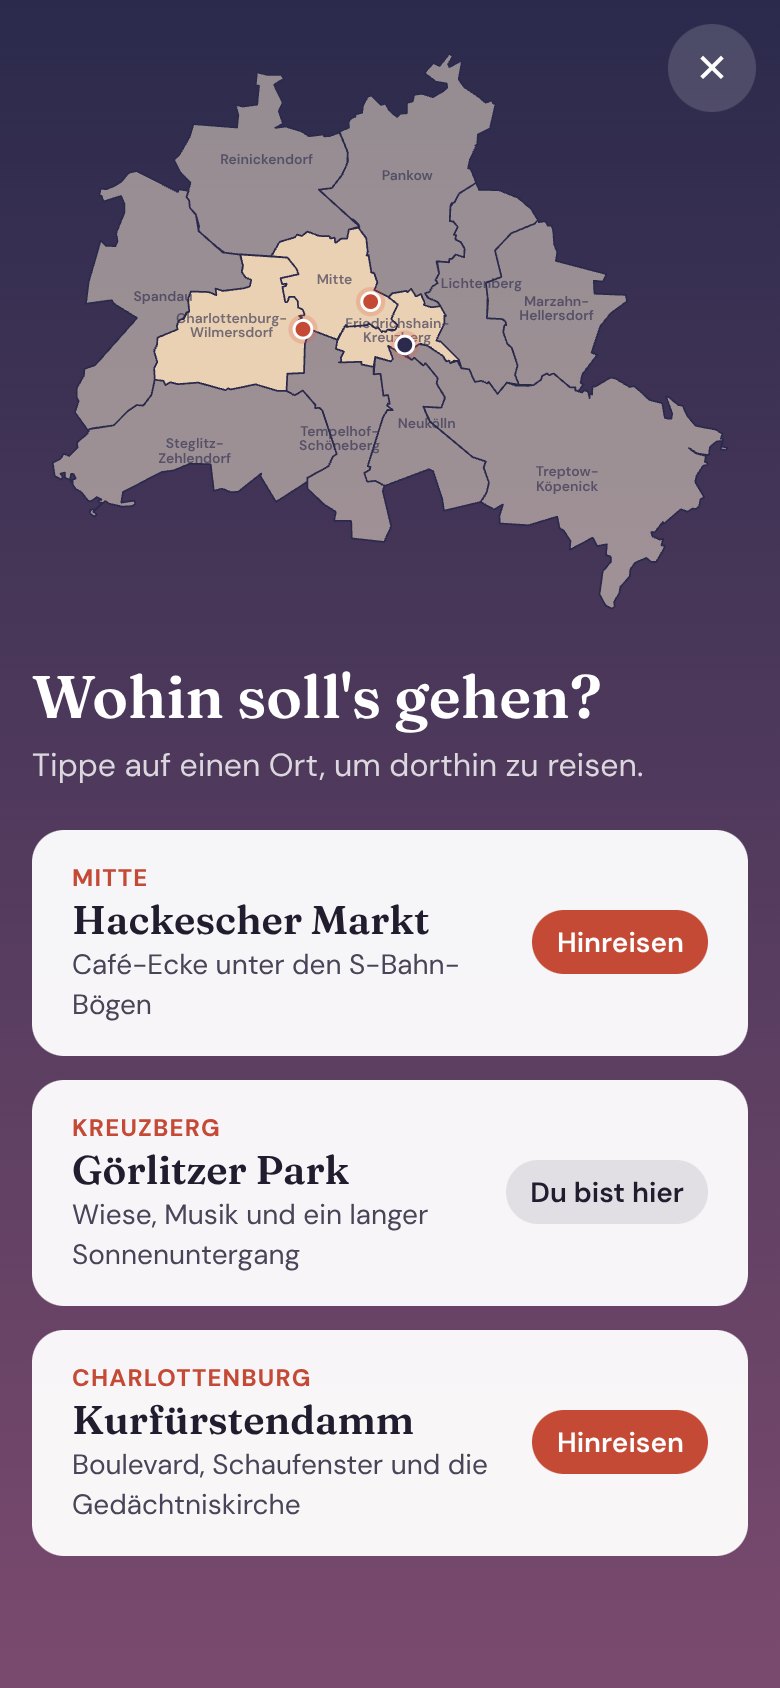 Reinickendorf
Pankow
Mitte
Lichtenberg
Spandau
Marzahn-
Hellersdorf
Charlottenburg-
Wilmersdorf
Friedrichshain-
Kreuzberg
Neukölln
Tempelhof-
Schöneberg
Steglitz-
Zehlendorf
Treptow-
Köpenick
Wohin soll's gehen?
Tippe auf einen Ort, um dorthin zu reisen.
MITTE
Hackescher Markt
Café-Ecke unter den S-Bahn-
Bögen
Hinreisen
KREUZBERG
Görlitzer Park
Wiese, Musik und ein langer
Sonnenuntergang
Du bist hier
CHARLOTTENBURG
Kurfürstendamm
Boulevard, Schaufenster und die
Gedächtniskirche
Hinreisen